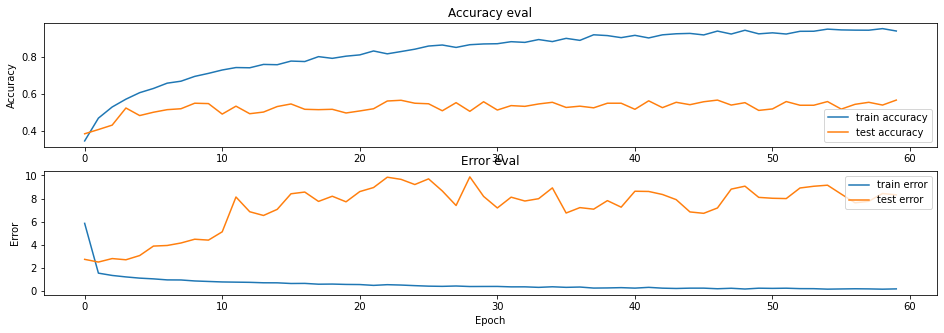 Accuracy eval
Accuracy
0.8
0.6
0.4
train accuracy
test accuracy
0 10 20 30 40 50 60
Error eval
Error
10
8
6
4
2
0
train error
test error
0 10 20 30 40 50 60
Epoch